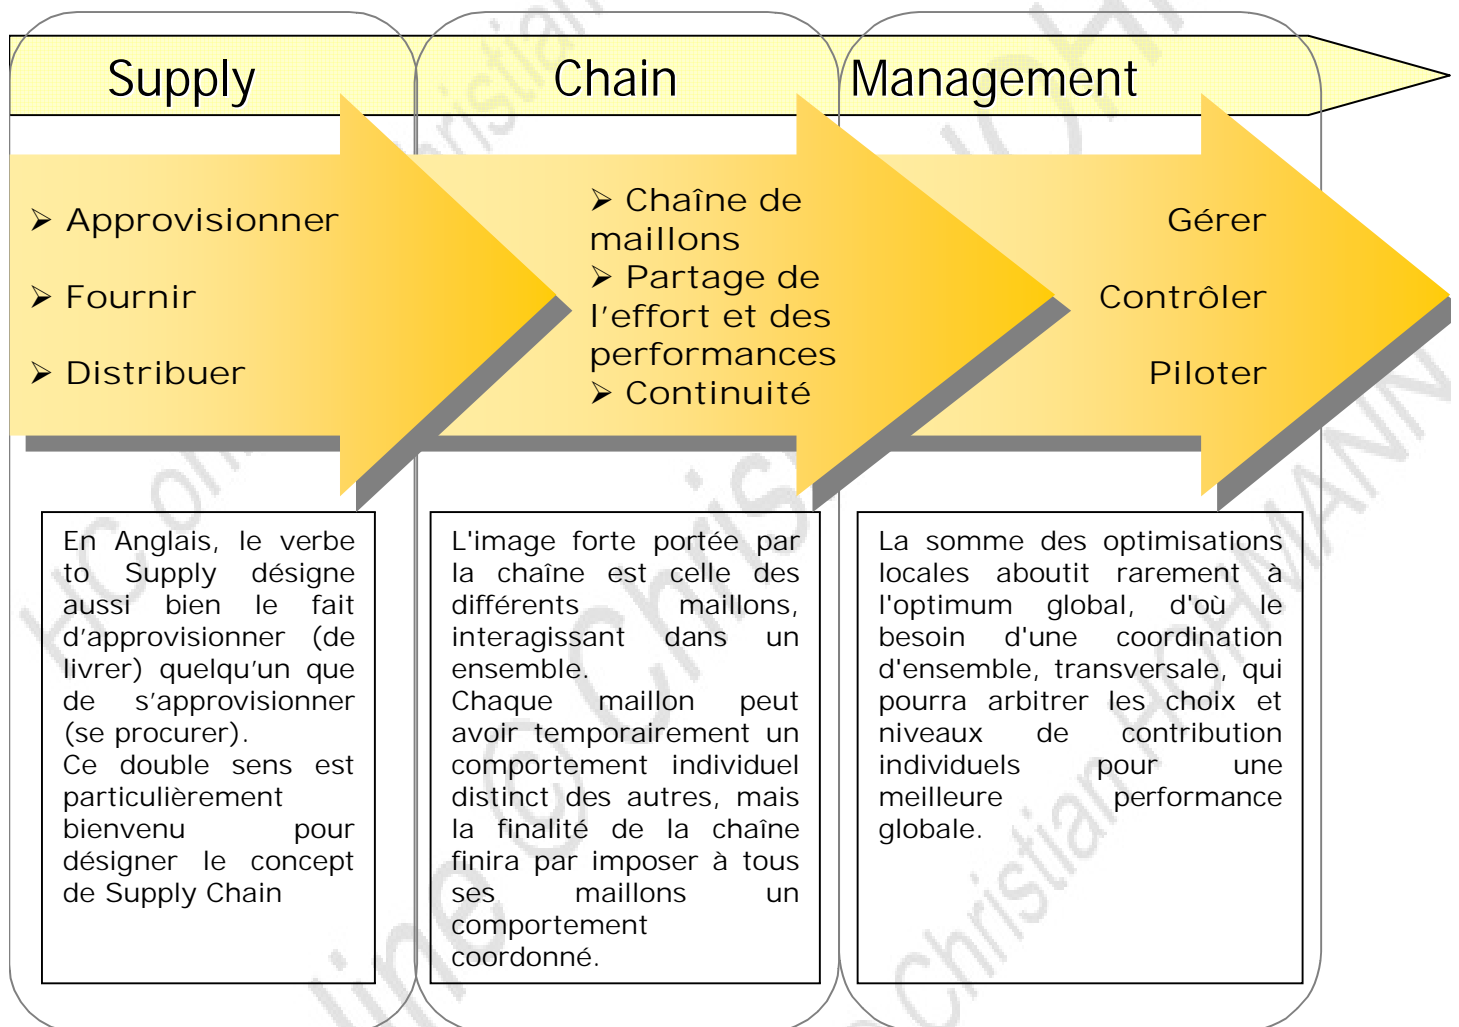 Supply
Chain
Management
➢ Approvisionner
➢ Fournir
➢ Distribuer
➢ Chaîne de
maillons
➢ Partage de
l’effort et des
performances
➢ Continuité
Gérer
Contrôler
Piloter
En Anglais, le verbe
to Supply désigne
aussi bien le fait
d’approvisionner (de
livrer) quelqu’un que
de s’approvisionner
(se procurer).
Ce double sens est
particulièrement
bienvenu pour
désigner le concept
de Supply Chain
L'image forte portée par
la chaîne est celle des
différents maillons,
interagissant dans un
ensemble.
Chaque maillon peut
avoir temporairement un
comportement individuel
distinct des autres, mais
la finalité de la chaîne
finira par imposer à tous
ses maillons un
comportement
coordonné.
La somme des optimisations
locales aboutit rarement à
l'optimum global, d'où le
besoin d'une coordination
d'ensemble, transversale, qui
pourra arbitrer les choix et
niveaux de contribution
individuels pour une
meilleure performance
globale.
© Christian HOHMANN